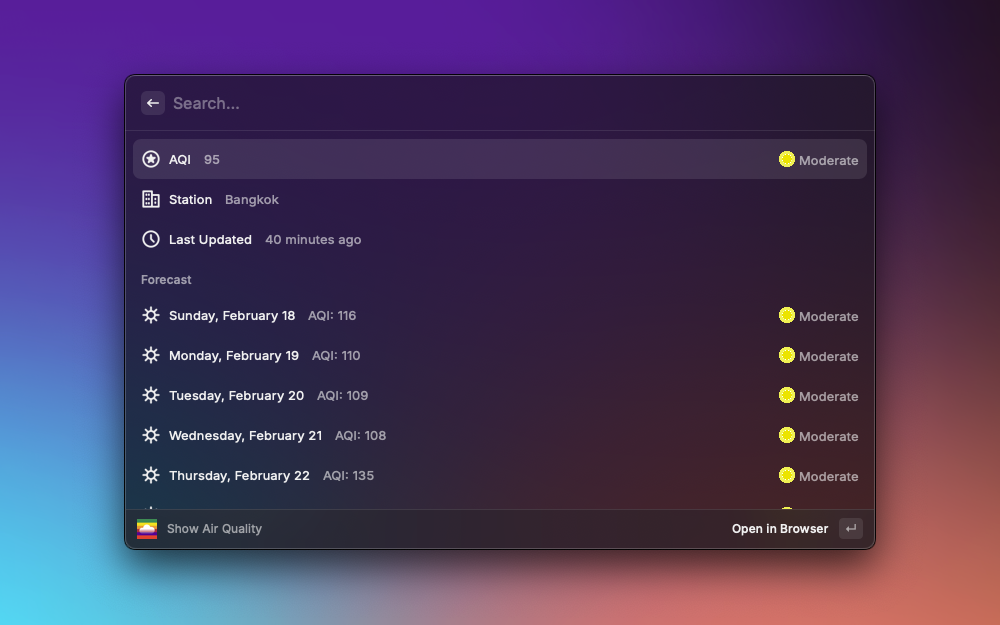 Search...
AQI 95 Moderate
Station Bangkok
Last Updated 40 minutes ago
Forecast
Sunday, February 18 AQI: 116 Moderate
Monday, February 19 AQI: 110 Moderate
Tuesday, February 20 AQI: 109 Moderate
Wednesday, February 21 AQI: 108 Moderate
Thursday, February 22 AQI: 135 Moderate
Show Air Quality Open in Browser